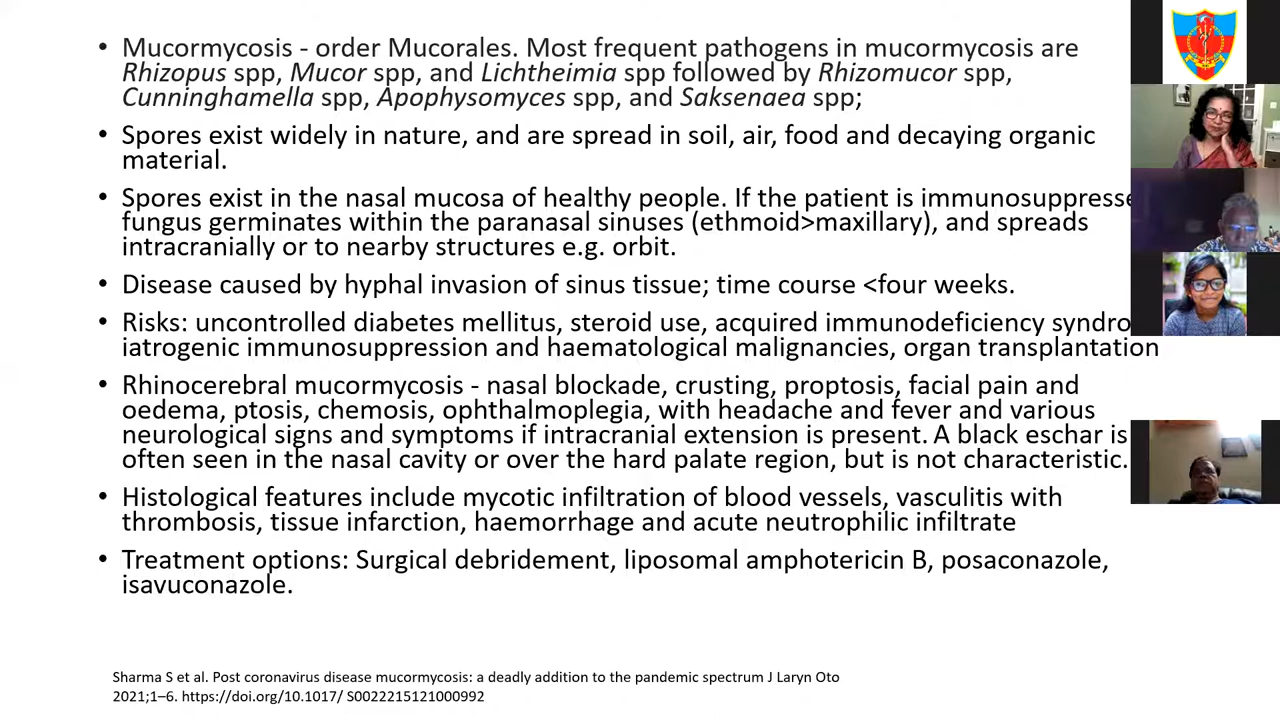 • Mucormycosis - order Mucorales. Most frequent pathogens in mucormycosis are
Rhizopus spp, Mucor spp, and Lichtheimia spp followed by Rhizomucor spp,
Cunninghamella spp, Apophysomyces spp, and Saksenaea spp;
• Spores exist widely in nature, and are spread in soil, air, food and decaying organic
material.
• Spores exist in the nasal mucosa of healthy people. If the patient is immunosuppresse
fungus germinates within the paranasal sinuses (ethmoid>maxillary), and spreads
intracranially or to nearby structures e.g. orbit.
• Disease caused by hyphal invasion of sinus tissue; time course <four weeks.
• Risks: uncontrolled diabetes mellitus, steroid use, acquired immunodeficiency syndro
iatrogenic immunosuppression and haematological malignancies, organ transplantation
• Rhinocerebral mucormycosis - nasal blockade, crusting, proptosis, facial pain and
oedema, ptosis, chemosis, ophthalmoplegia, with headache and fever and various
neurological signs and symptoms if intracranial extension is present. A black eschar is
often seen in the nasal cavity or over the hard palate region, but is not characteristic.
• Histological features include mycotic infiltration of blood vessels, vasculitis with
thrombosis, tissue infarction, haemorrhage and acute neutrophilic infiltrate
• Treatment options: Surgical debridement, liposomal amphotericin B, posaconazole,
isavuconazole.
Sharma S et al. Post coronavirus disease mucormycosis: a deadly addition to the pandemic spectrum J Laryn Oto
2021;1–6. https://doi.org/10.1017/ S0022215121000992